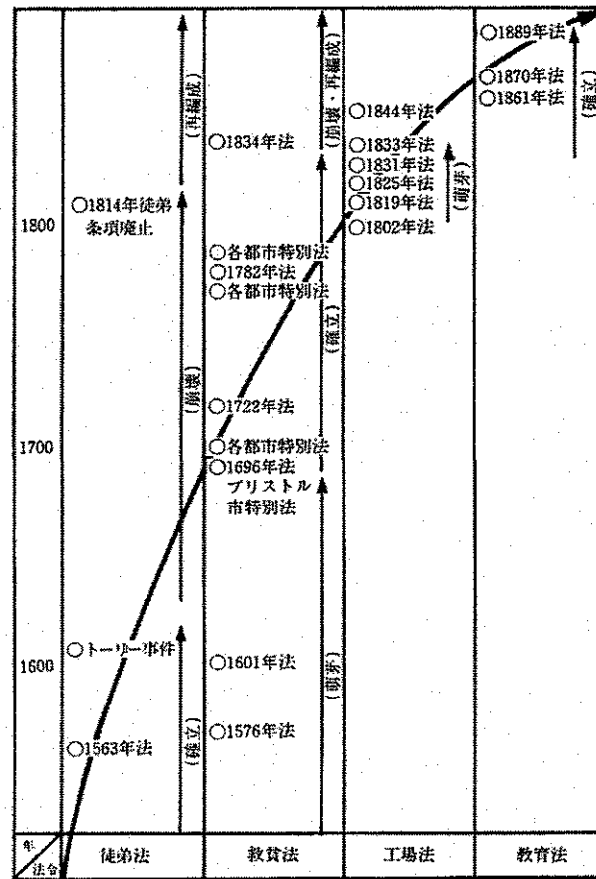 ○1889年法
○1870年法
○1861年法
(確立)
(再編成)
(崩壊・再編成)
○1844年法
○1834年法
○1833年法
○1831年法
○1825年法
○1819年法
○1802年法
(萌芽)
1800
○1814年徒弟
条項廃止
○各都市特別法
○1782年法
○各都市特別法
(確立)
(崩壊)
○1722年法
1700
○各都市特別法
○1696年法
ブリストル
市特別法
○トーリー事件
1600
○1601年法
(萌芽)
○1563年法
○1576年法
(確立)
年
法令
徒弟法
救貧法
工場法
教育法